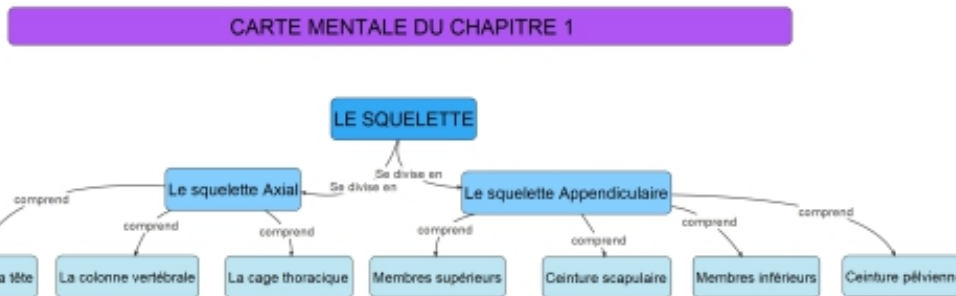 CARTE MENTALE DU CHAPITRE 1
LE SQUELETTE
Se divise en
Se divise en
Le squelette Axial
Le squelette Appendiculaire
comprend
comprend
comprend
comprend
comprend
comprend
comprend
a tête
La colonne vertébrale
La cage thoracique
Membres supérieurs
Ceinture scapulaire
Membres inférieurs
Ceinture pélvienn